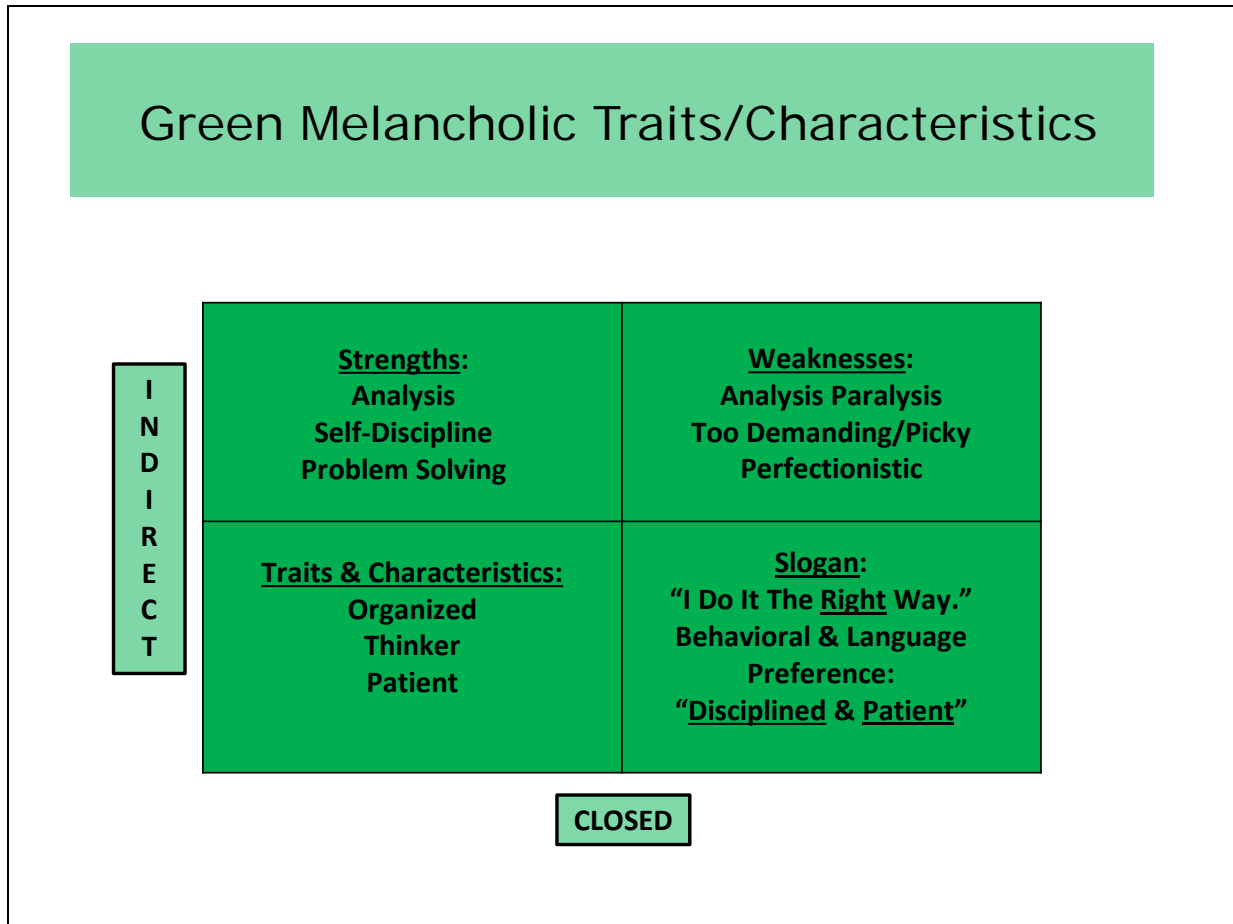 Green Melancholic Traits/Characteristics
INDIRECT
Strengths:
Analysis
Self-Discipline
Problem Solving
Weaknesses:
Analysis Paralysis
Too Demanding/Picky
Perfectionistic
Traits & Characteristics:
Organized
Thinker
Patient
Slogan:
“I Do It The Right Way.”
Behavioral & Language
Preference:
“Disciplined & Patient”
CLOSED